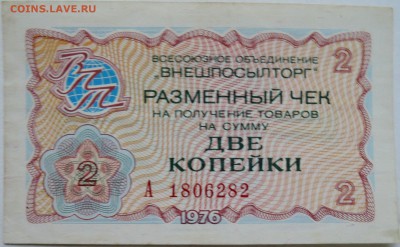 COINS.LAVE.RU
ВСЕСОЮЗНОЕ ОБЪЕДИНЕНИЕ
"ВНЕШПОСЫЛТОРГ"
2
ВПТ
РАЗМЕННЫЙ ЧЕК
НА ПОЛУЧЕНИЕ ТОВАРОВ
НА СУММУ
ДВЕ
КОПЕЙКИ
2
А 1806282
2
1976